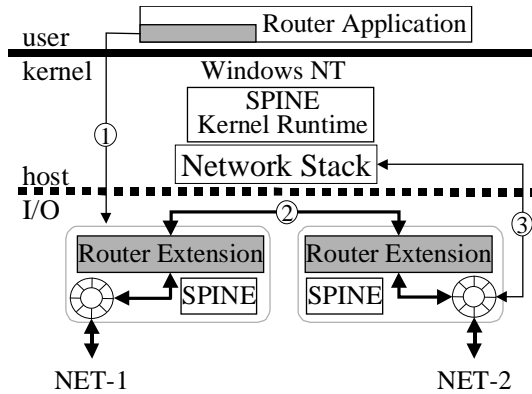 Router Application
user
kernel
Windows NT
SPINE
Kernel Runtime
1
Network Stack
host
I/O
2
3
Router Extension
Router Extension
SPINE
SPINE
NET-1
NET-2